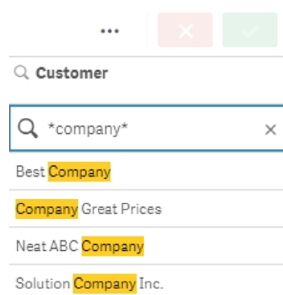 Customer
*company*
Best Company
Company Great Prices
Neat ABC Company
Solution Company Inc.